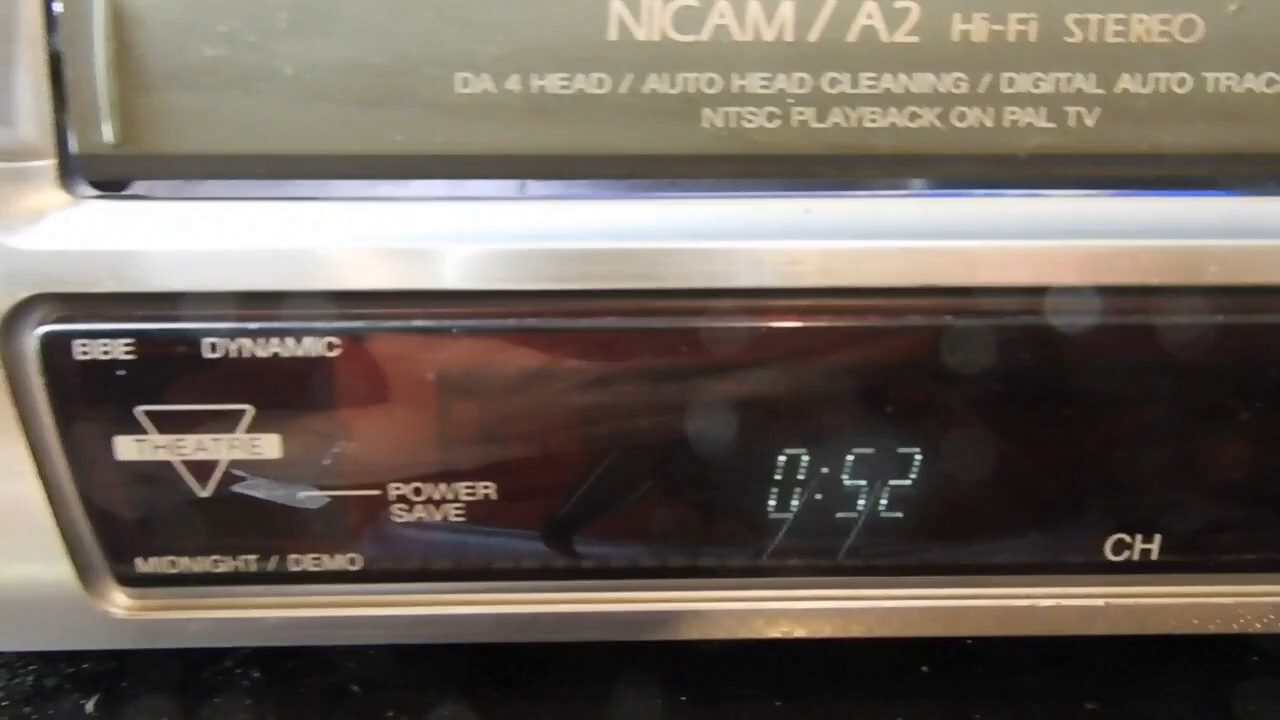 NICAM / A2 Hi-Fi STEREO
DA 4 HEAD / AUTO HEAD CLEANING / DIGITAL AUTO TRAC
NTSC PLAYBACK ON PAL TV
BBE DYNAMIC
THEATRE
POWER
SAVE
0:52
CH
MIDNIGHT / DEMO